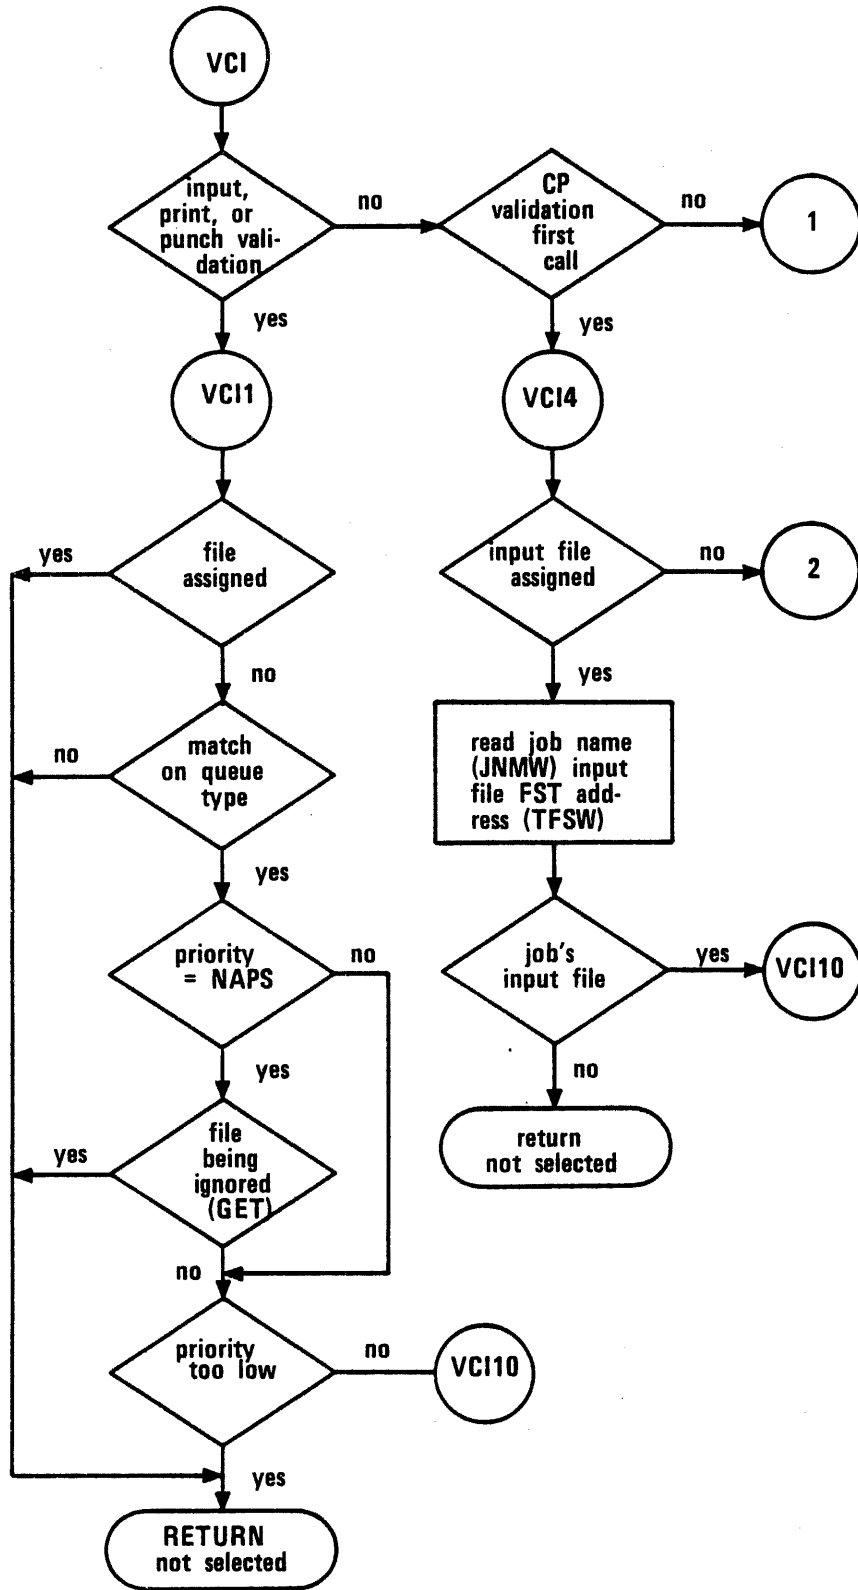 VCI
input,
print, or
punch vali-
dation
no
CP
validation
first
call
no
1
yes
yes
VCI1
VCI4
yes
file
assigned
input file
assigned
no
2
no
yes
no
match
on queue
type
read job name
(JNMW) input
file FST add-
ress (TFSW)
yes
priority
= NAPS
no
job's
input file
yes
VCI10
yes
no
yes
file
being
ignored
(GET)
return
not selected
no
priority
too low
no
VCI10
yes
RETURN
not selected